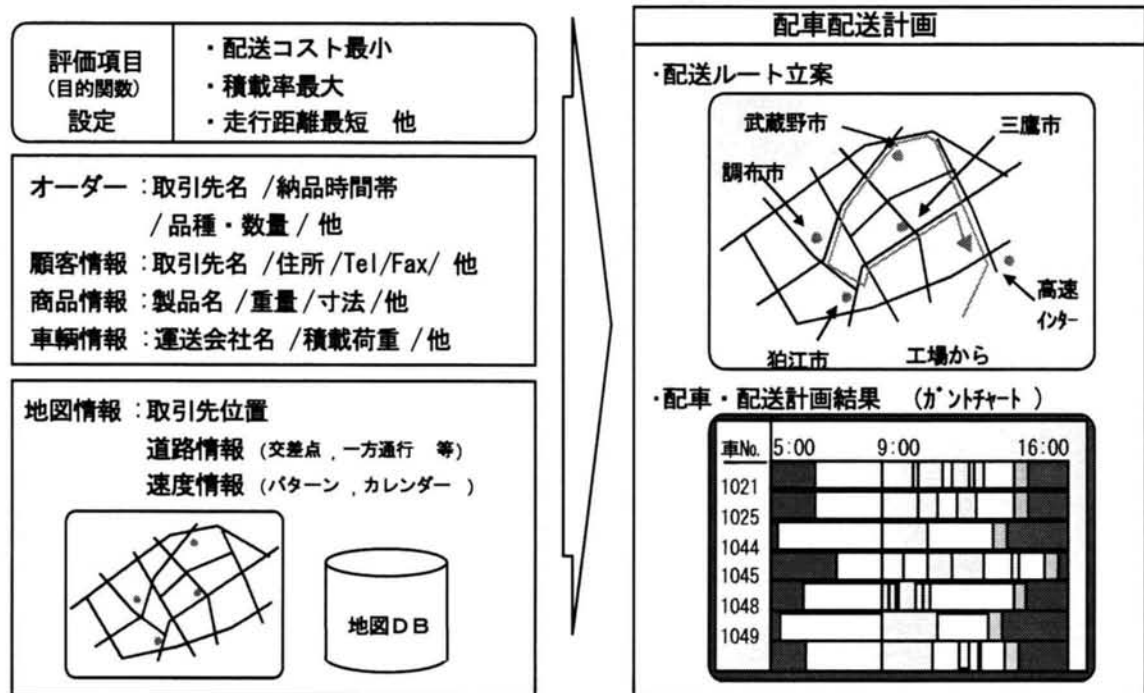 評価項目
(目的関数)
設定
・配送コスト最小
・積載率最大
・走行距離最短 他
オーダー：取引先名 /納品時間帯
/品種・数量/ 他
顧客情報：取引先名 /住所/Tel/Fax/ 他
商品情報：製品名 /重量/寸法/他
車輌情報：運送会社名 /積載荷重 /他
地図情報：取引先位置
道路情報 (交差点，一方通行 等)
速度情報 (パターン，カレンダー )
地図DB
配車配送計画
・配送ルート立案
武蔵野市
三鷹市
調布市
高速
ｲﾝﾀｰ
狛江市
工場から
・配車・配送計画結果 (ｶﾞﾝﾄﾁｬｰﾄ)
車No. 5:00 9:00 16:00
1021
1025
1044
1045
1048
1049